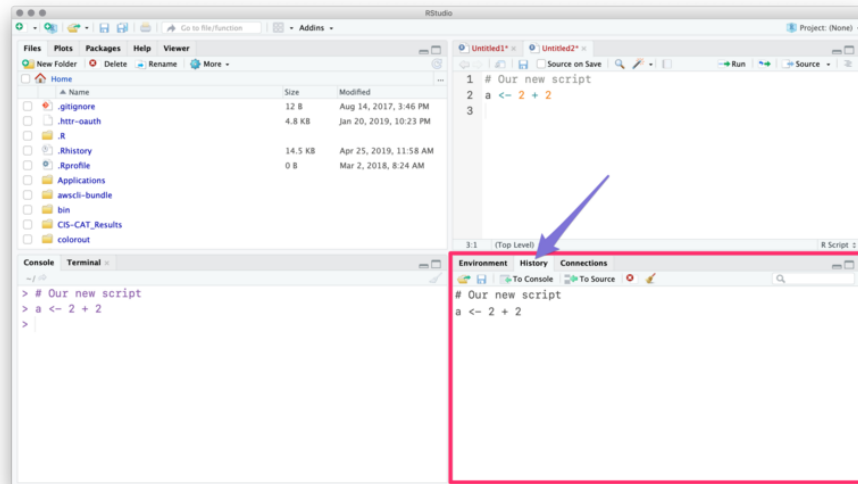 RStudio
Go to file/function Addins Project: (None)
Files Plots Packages Help Viewer
New Folder Delete Rename More
Home
Name Size Modified
.gitignore 12 B Aug 14, 2017, 3:46 PM
.httr-oauth 4.8 KB Jan 20, 2019, 10:23 PM
.R
.Rhistory 14.5 KB Apr 25, 2019, 11:58 AM
.Rprofile 0 B Mar 2, 2018, 8:24 AM
Applications
awscli-bundle
bin
CIS-CAT_Results
colorout
Untitled1* Untitled2*
Source on Save Run Source
1 # Our new script
2 a <- 2 + 2
3
3:1 (Top Level) R Script
Console Terminal
~/
> # Our new script
> a <- 2 + 2
>
Environment History Connections
To Console To Source
# Our new script
a <- 2 + 2